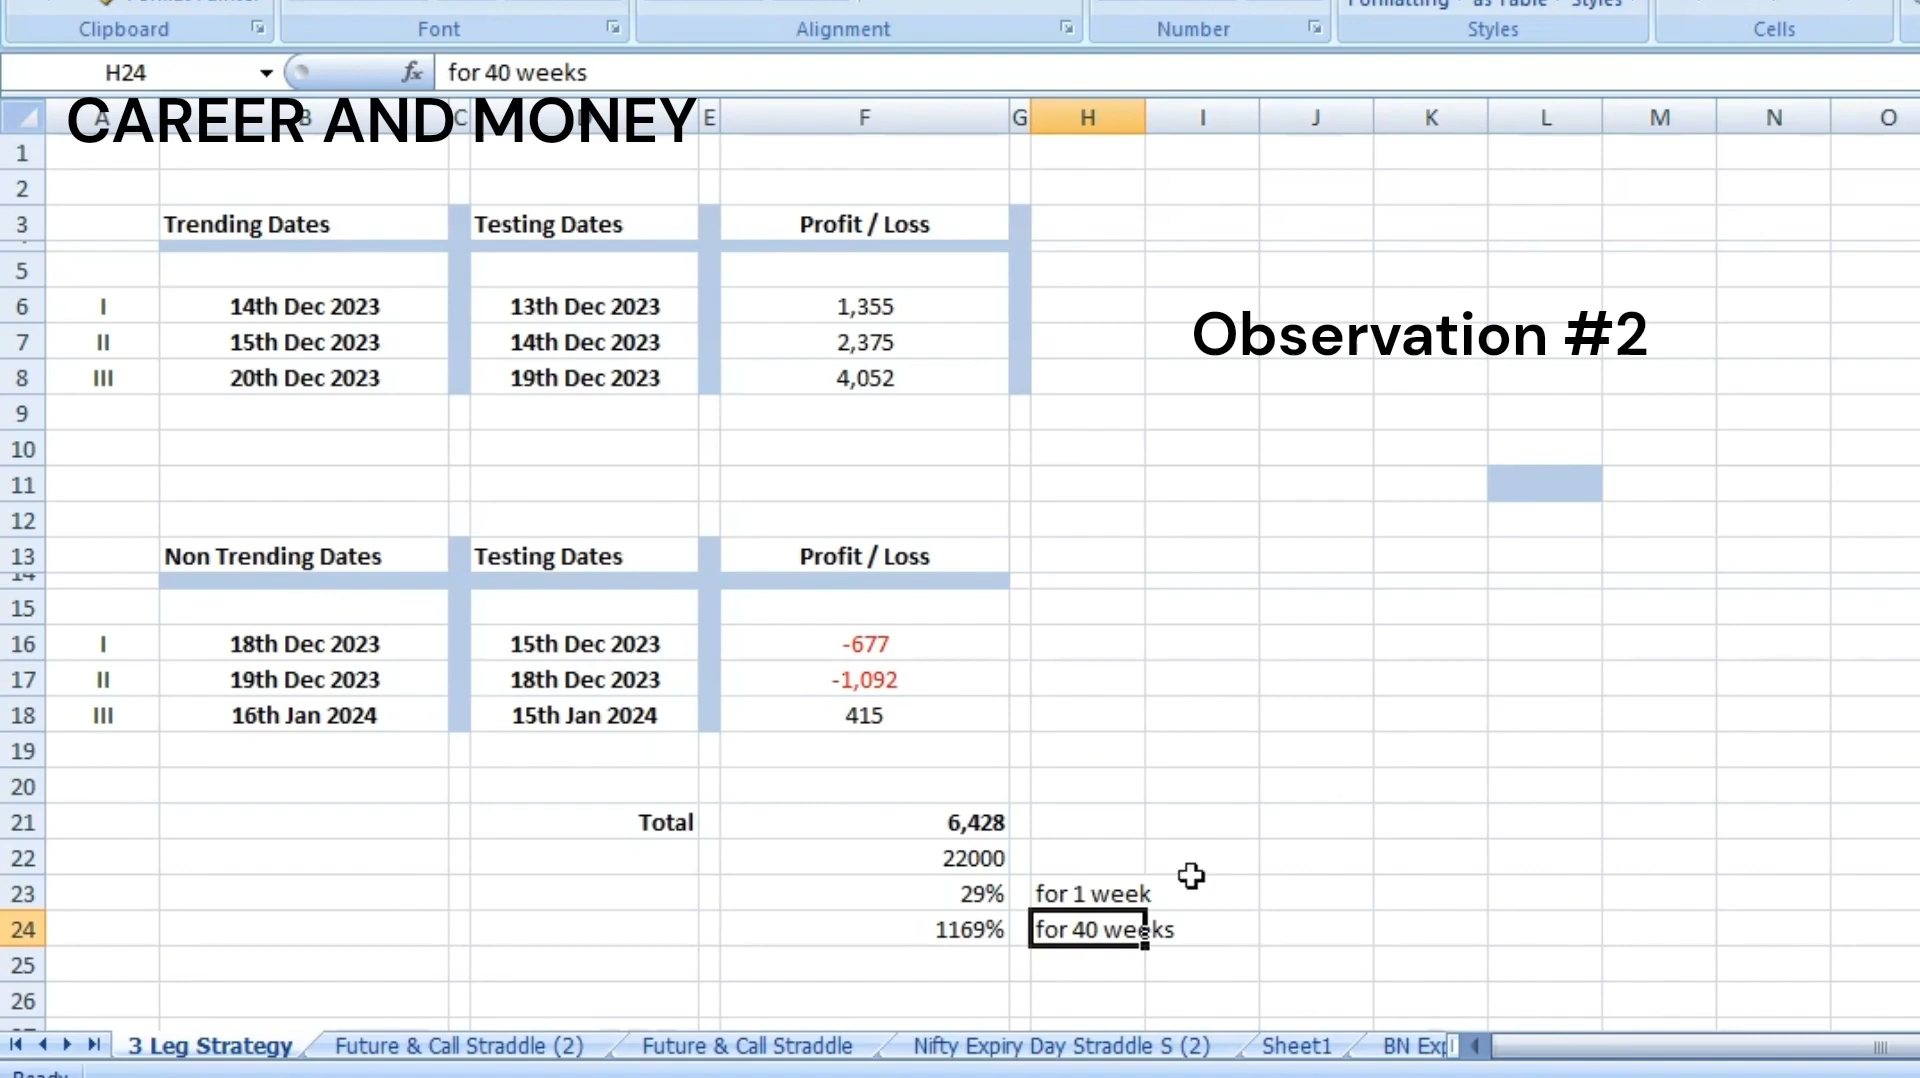 Clipboard Font Alignment Number Styles Cells
H24 fx for 40 weeks
CAREER AND MONEY
A B C D E F G H I J K L M N O
1
2
3 Trending Dates Testing Dates Profit / Loss
5
6 I 14th Dec 2023 13th Dec 2023 1,355
Observation #2
7 II 15th Dec 2023 14th Dec 2023 2,375
8 III 20th Dec 2023 19th Dec 2023 4,052
9
10
11
12
13 Non Trending Dates Testing Dates Profit / Loss
14
15
16 I 18th Dec 2023 15th Dec 2023 -677
17 II 19th Dec 2023 18th Dec 2023 -1,092
18 III 16th Jan 2024 15th Jan 2024 415
19
20
21 Total 6,428
22 22000
23 29% for 1 week
24 1169% for 40 weeks
25
26
3 Leg Strategy Future & Call Straddle (2) Future & Call Straddle Nifty Expiry Day Straddle S (2) Sheet1 BN Exp